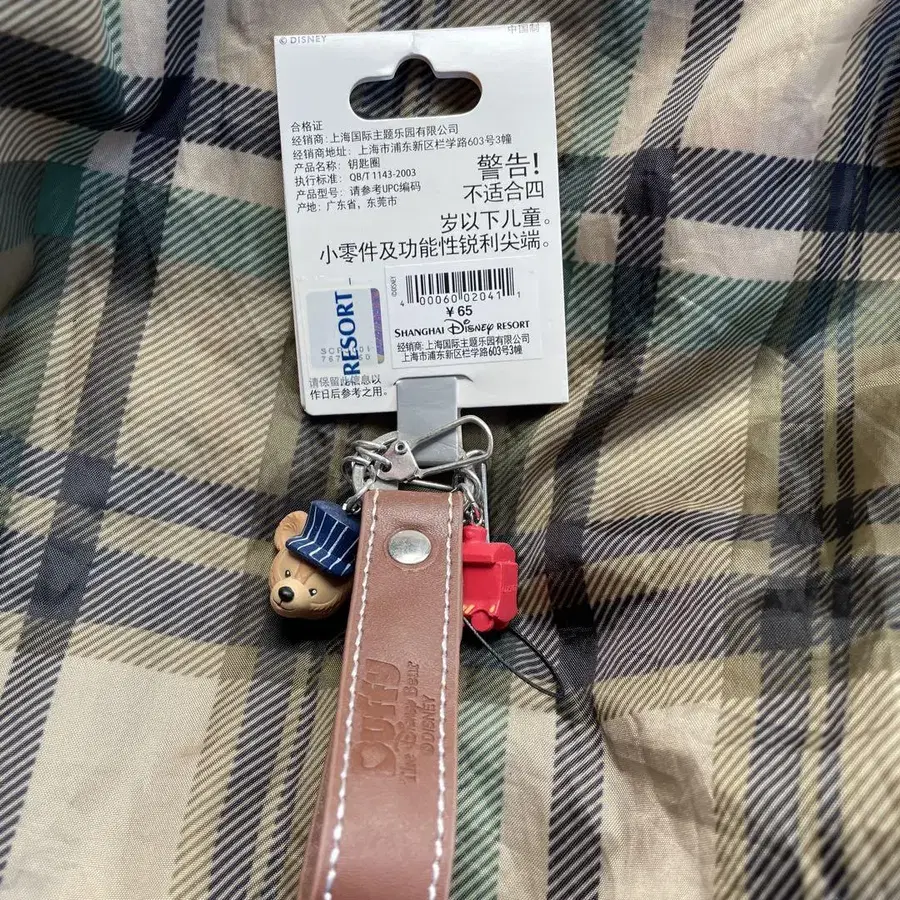 © DISNEY
中国制
合格证
经销商: 上海国际主题乐园有限公司
经销商地址: 上海市浦东新区栏学路603号3幢
产品名称: 钥匙圈
执行标准: QB/T 1143-2003
产品型号: 请参考UPC编码
产地: 广东省，东莞市
警告!
不适合四
岁以下儿童。
小零件及功能性锐利尖端。
©DISNEY
4 00060 02041 1
¥ 65
SHANGHAI Disney RESORT
经销商: 上海国际主题乐园有限公司
上海市浦东新区栏学路603号3幢
RESORT
请保留此信息以
作日后参考之用。
Duffy
The Disney Bear
©DISNEY